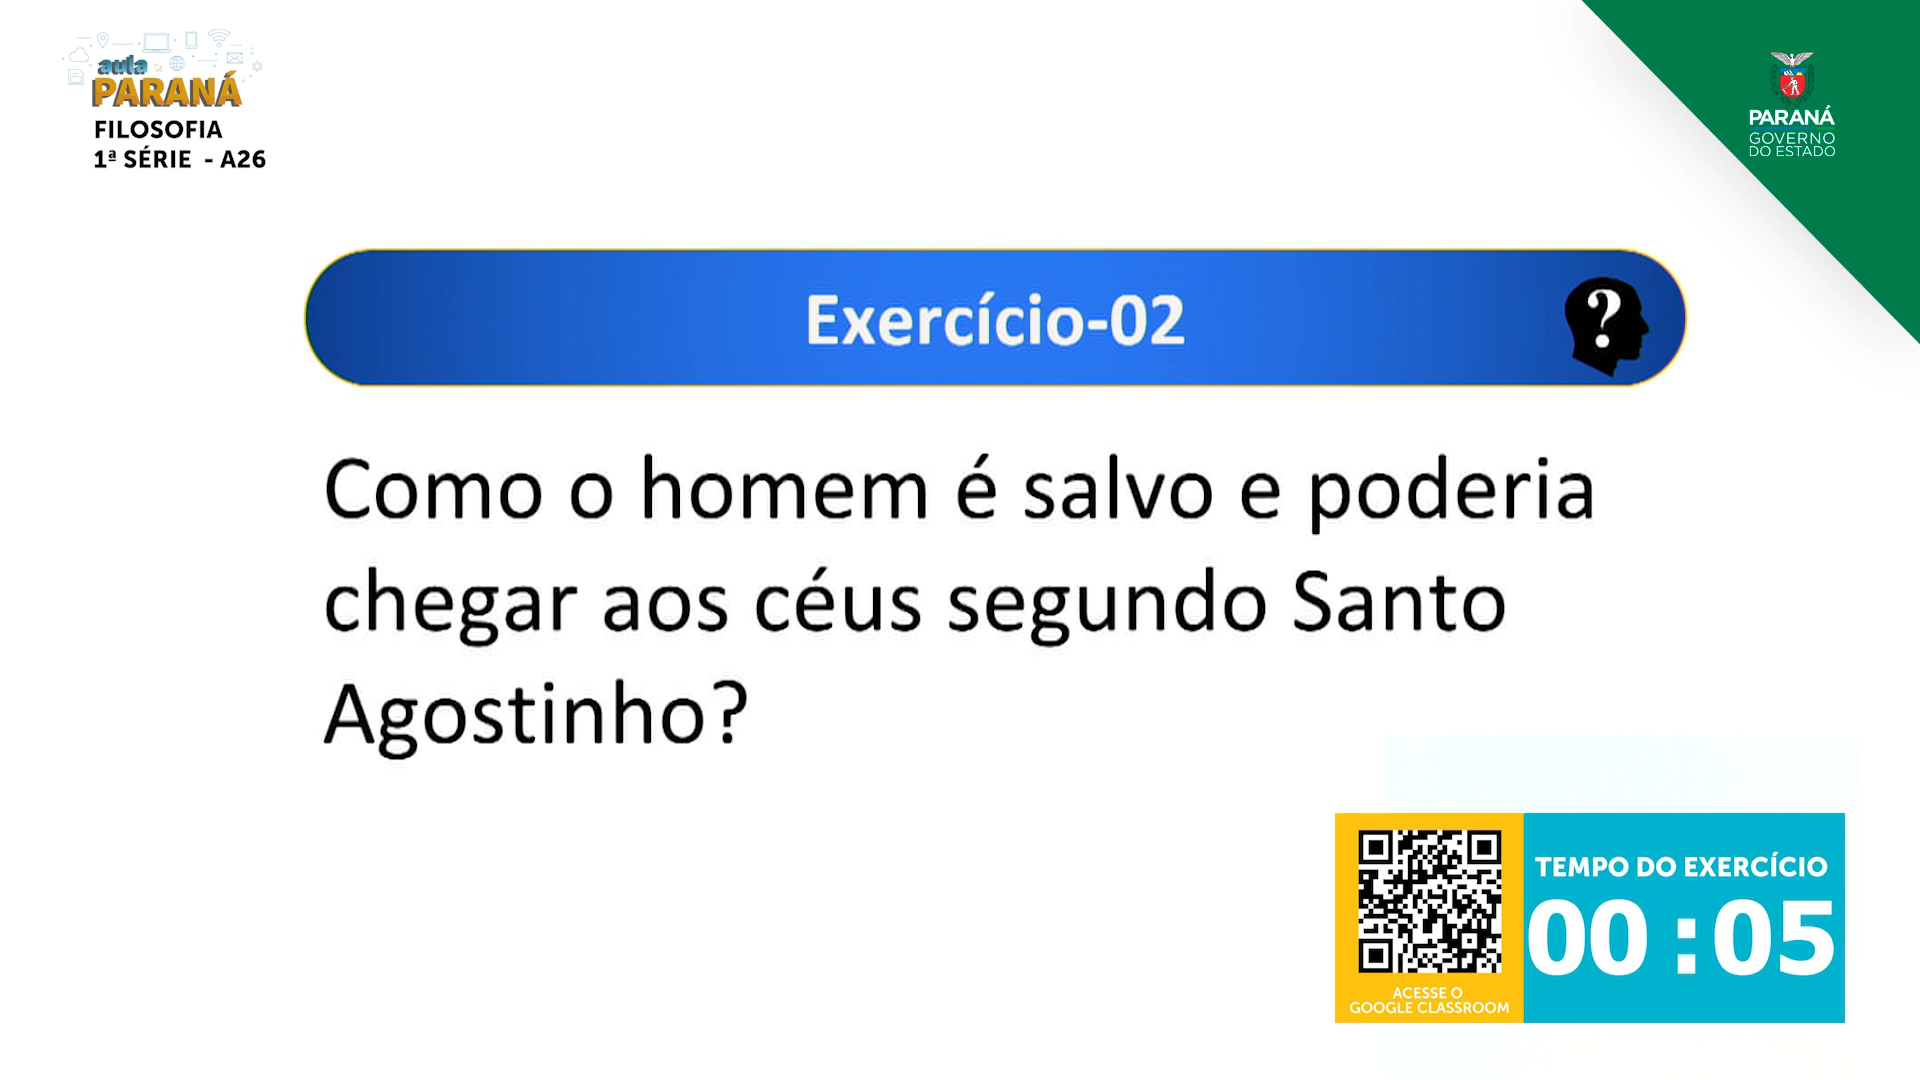 aula
PARANÁ
FILOSOFIA
1ª SÉRIE - A26
PARANÁ
GOVERNO
DO ESTADO
Exercício-02
?
Como o homem é salvo e poderia
chegar aos céus segundo Santo
Agostinho?
TEMPO DO EXERCÍCIO
00:05
ACESSE O
GOOGLE CLASSROOM